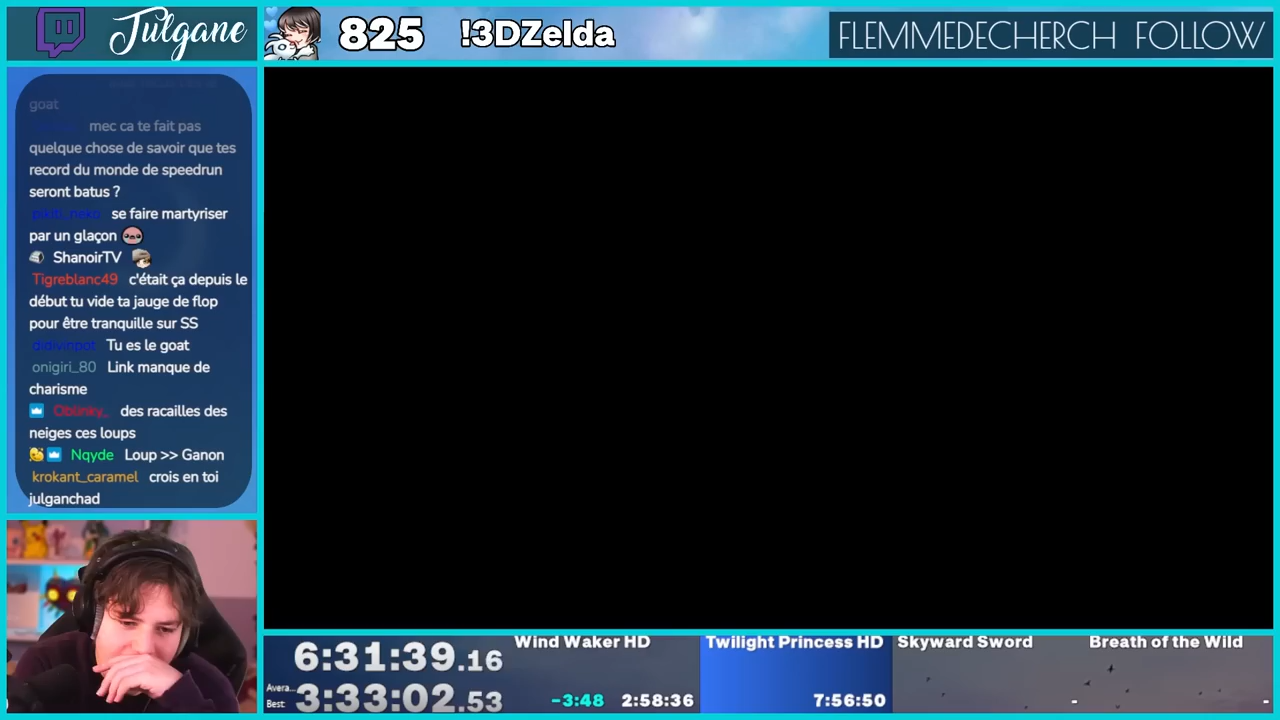 Julgane
825
!3DZelda
FLEMMEDECHERCH FOLLOW
goat
mec ca te fait pas
quelque chose de savoir que tes
record du monde de speedrun
seront batus ?
se faire martyriser
par un glaçon
ShanoirTV
Tigreblanc49 c'était ça depuis le
début tu vide ta jauge de flop
pour être tranquille sur SS
Tu es le goat
onigiri_80 Link manque de
charisme
Oblinky_ des racailles des
neiges ces loups
Nqyde Loup >> Ganon
krokant_caramel crois en toi
julganchad
6:31:39.16
Avera...
Best: 3:33:02.53
Wind Waker HD
-3:48 2:58:36
Twilight Princess HD
7:56:50
Skyward Sword
-
Breath of the Wild
-